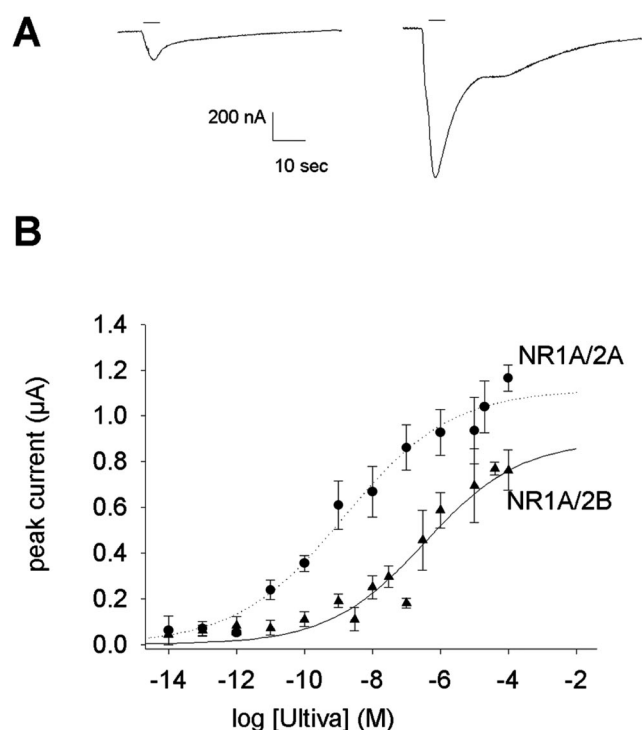 A
200 nA
10 sec
B
1.4
1.2
1.0
0.8
0.6
0.4
0.2
0.0
peak current (µA)
NR1A/2A
NR1A/2B
-14 -12 -10 -8 -6 -4 -2
log [Ultiva] (M)